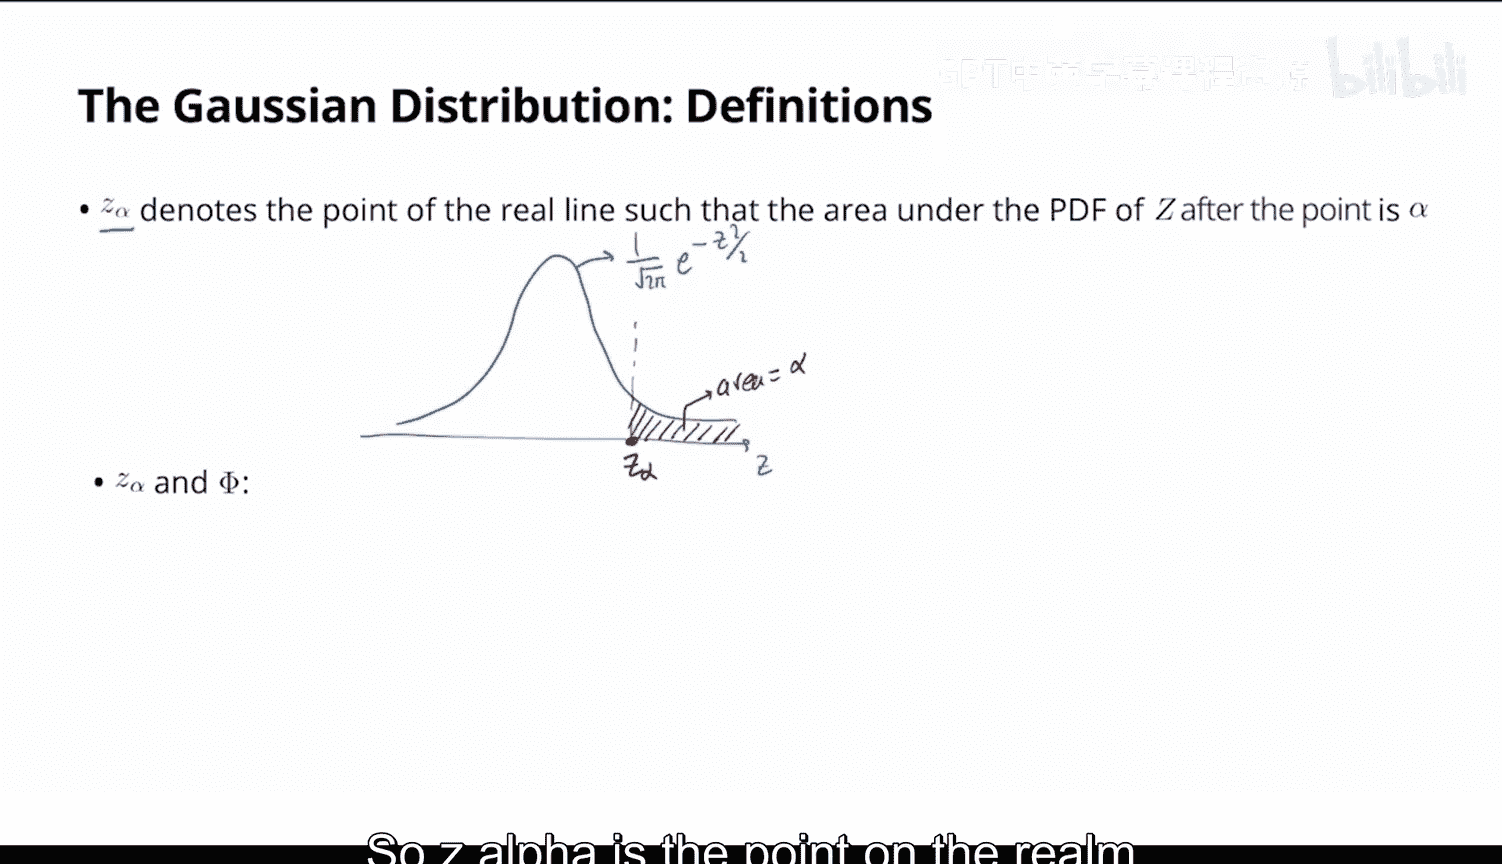 bilibili
The Gaussian Distribution: Definitions
• zα denotes the point of the real line such that the area under the PDF of Z after the point is α
1/√2π e^(-z²/2)
area = α
zα
z
• zα and Φ:
So z alpha is the point on the realm